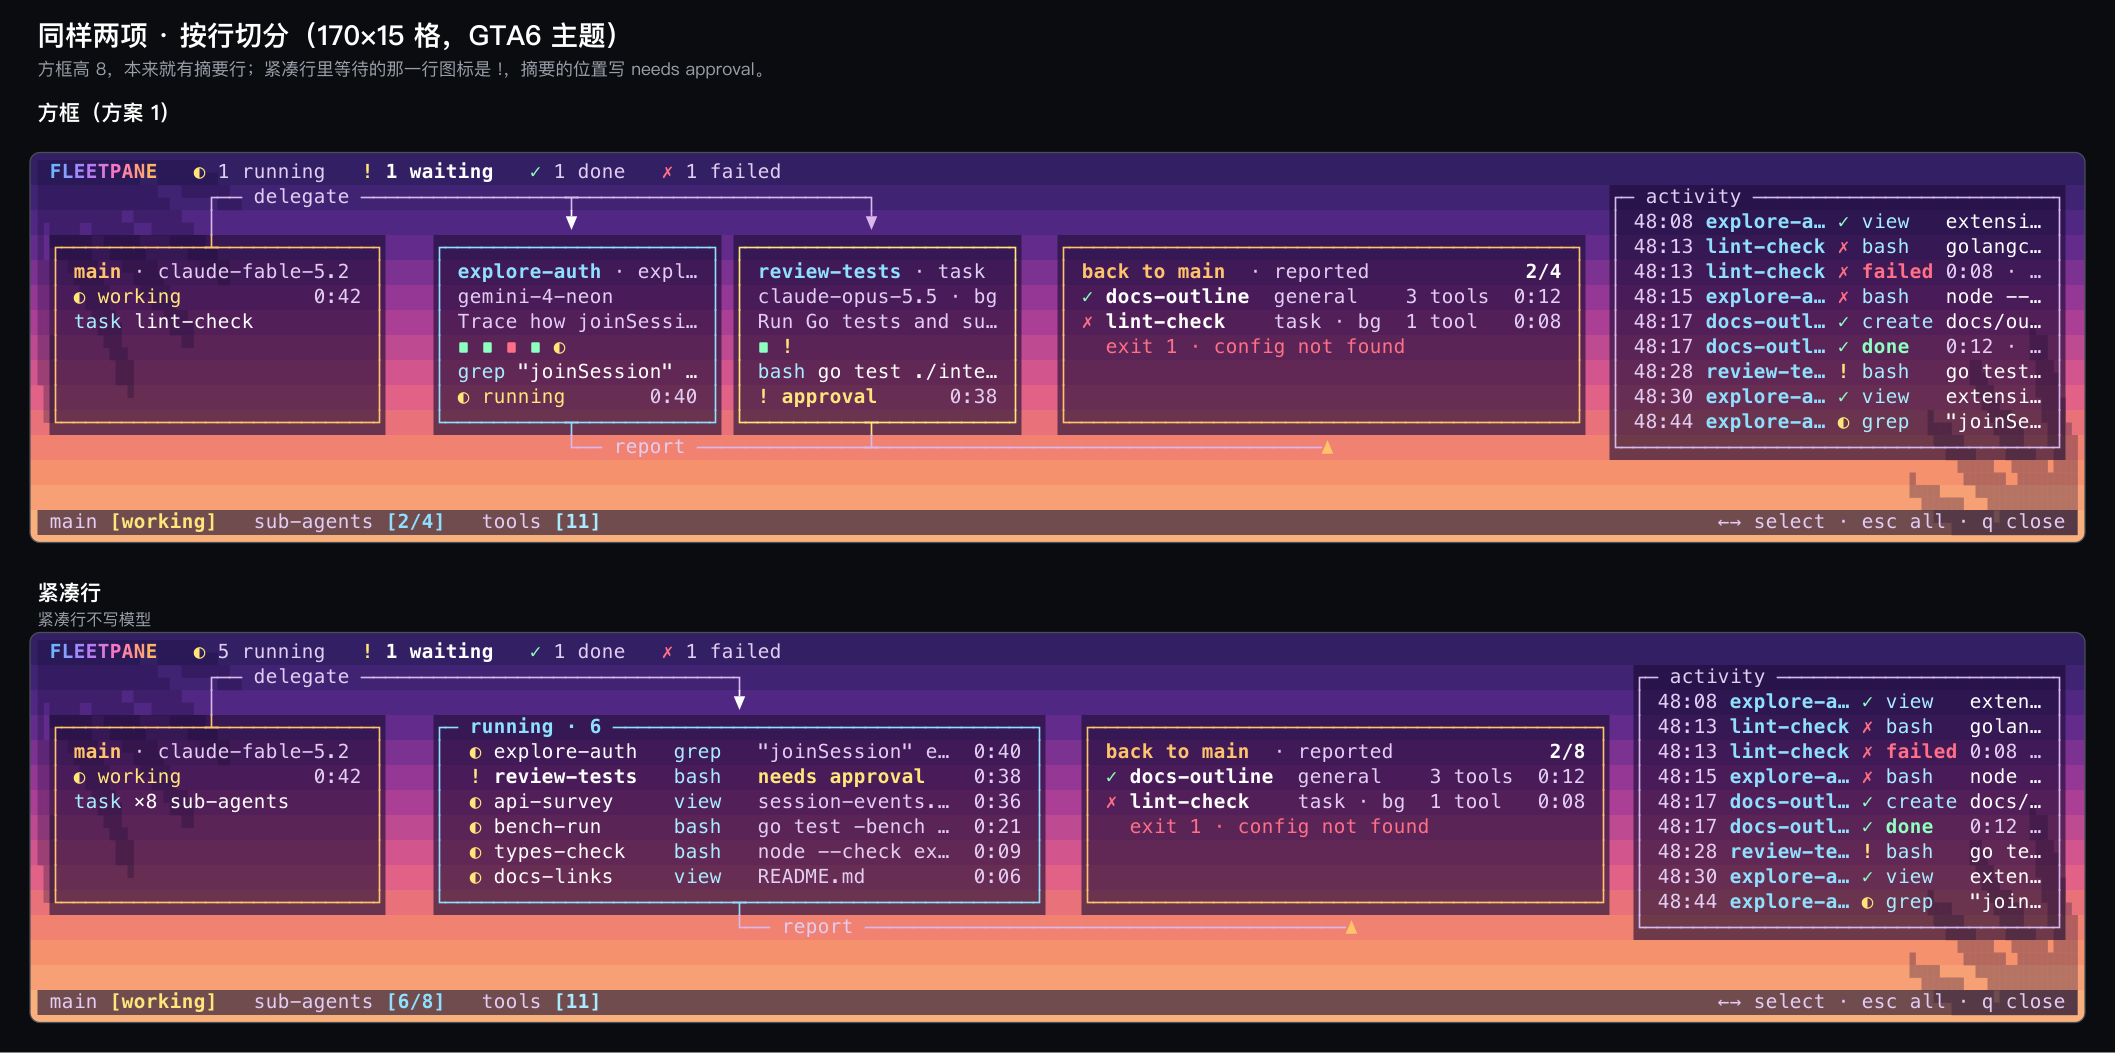 同样两项 · 按行切分（170×15 格，GTA6 主题）
方框高 8，本来就有摘要行；紧凑行里等待的那一行图标是 !，摘要的位置写 needs approval。
方框（方案 1）
FLEETPANE ◐ 1 running ! 1 waiting ✓ 1 done ✗ 1 failed
delegate
main · claude-fable-5.2
◐ working 0:42
task lint-check
explore-auth · expl…
gemini-4-neon
Trace how joinSessi…
■ ■ ■ ■ ◐
grep "joinSession" …
◐ running 0:40
review-tests · task
claude-opus-5.5 · bg
Run Go tests and su…
■ !
bash go test ./inte…
! approval 0:38
back to main · reported 2/4
✓ docs-outline general 3 tools 0:12
✗ lint-check task · bg 1 tool 0:08
exit 1 · config not found
report
activity
48:08 explore-a… ✓ view extensi…
48:13 lint-check ✗ bash golangc…
48:13 lint-check ✗ failed 0:08 · …
48:15 explore-a… ✗ bash node --…
48:17 docs-outl… ✓ create docs/ou…
48:17 docs-outl… ✓ done 0:12 · …
48:28 review-te… ! bash go test…
48:30 explore-a… ✓ view extensi…
48:44 explore-a… ◐ grep "joinSe…
main [working] sub-agents [2/4] tools [11] ←→ select · esc all · q close
紧凑行
紧凑行不写模型
FLEETPANE ◐ 5 running ! 1 waiting ✓ 1 done ✗ 1 failed
delegate
main · claude-fable-5.2
◐ working 0:42
task ×8 sub-agents
running · 6
◐ explore-auth grep "joinSession" e… 0:40
! review-tests bash needs approval 0:38
◐ api-survey view session-events.… 0:36
◐ bench-run bash go test -bench … 0:21
◐ types-check bash node --check ex… 0:09
◐ docs-links view README.md 0:06
back to main · reported 2/8
✓ docs-outline general 3 tools 0:12
✗ lint-check task · bg 1 tool 0:08
exit 1 · config not found
report
activity
48:08 explore-a… ✓ view exten…
48:13 lint-check ✗ bash golan…
48:13 lint-check ✗ failed 0:08 …
48:15 explore-a… ✗ bash node …
48:17 docs-outl… ✓ create docs/…
48:17 docs-outl… ✓ done 0:12 …
48:28 review-te… ! bash go te…
48:30 explore-a… ✓ view exten…
48:44 explore-a… ◐ grep "join…
main [working] sub-agents [6/8] tools [11] ←→ select · esc all · q close